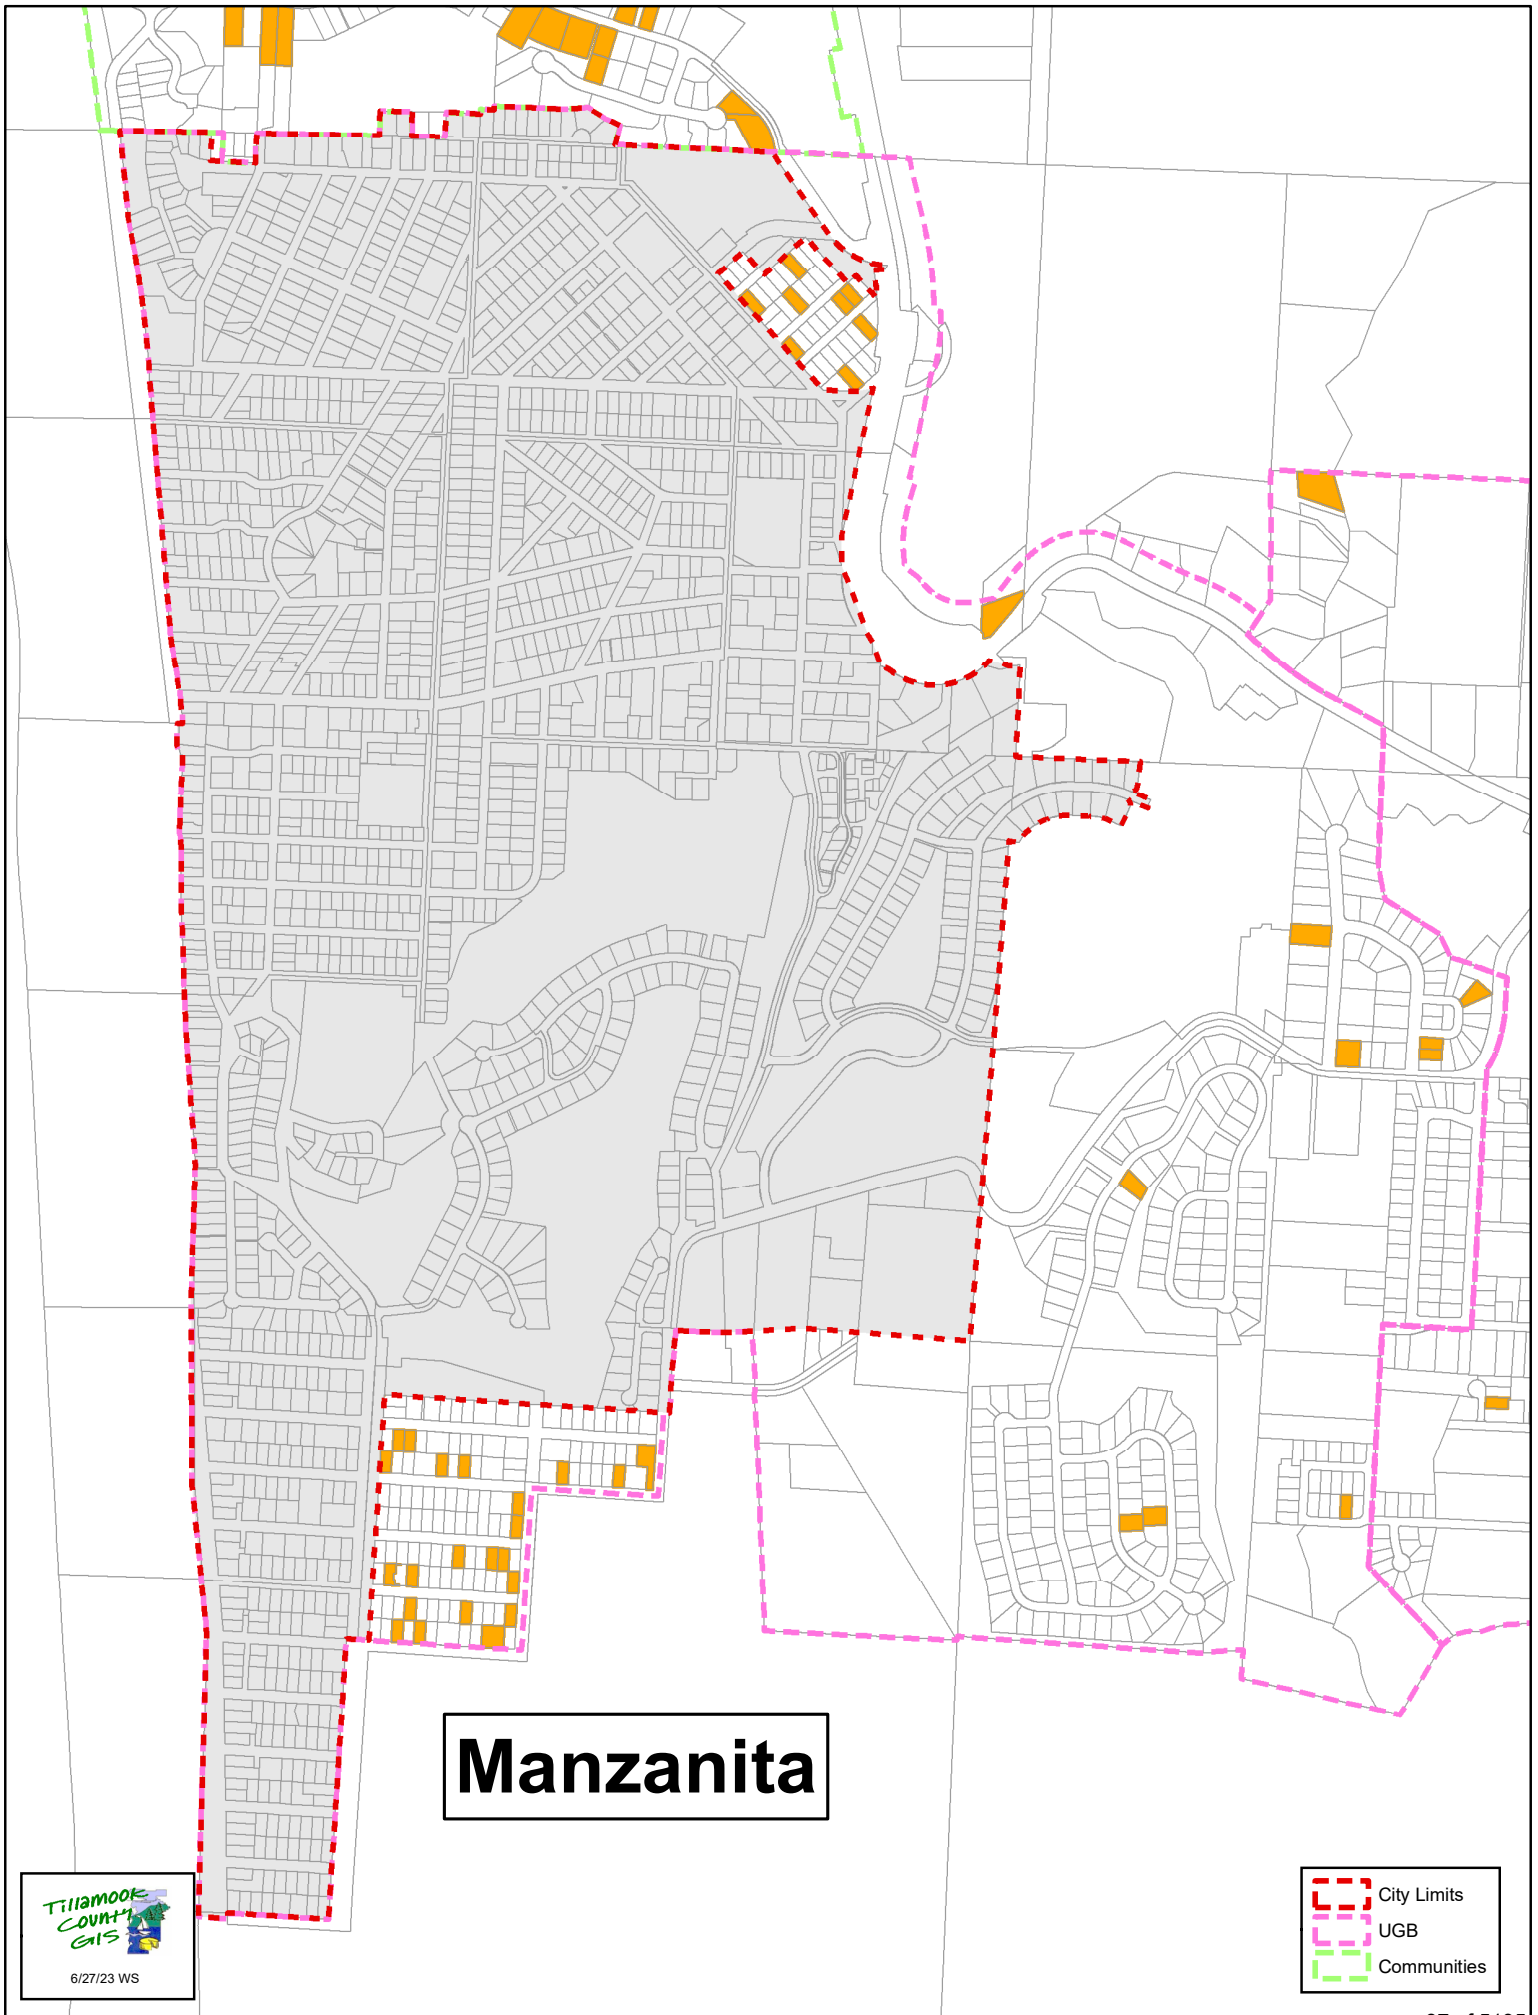 Manzanita
Tillamook
County
GIS
6/27/23 WS
City Limits
UGB
Communities